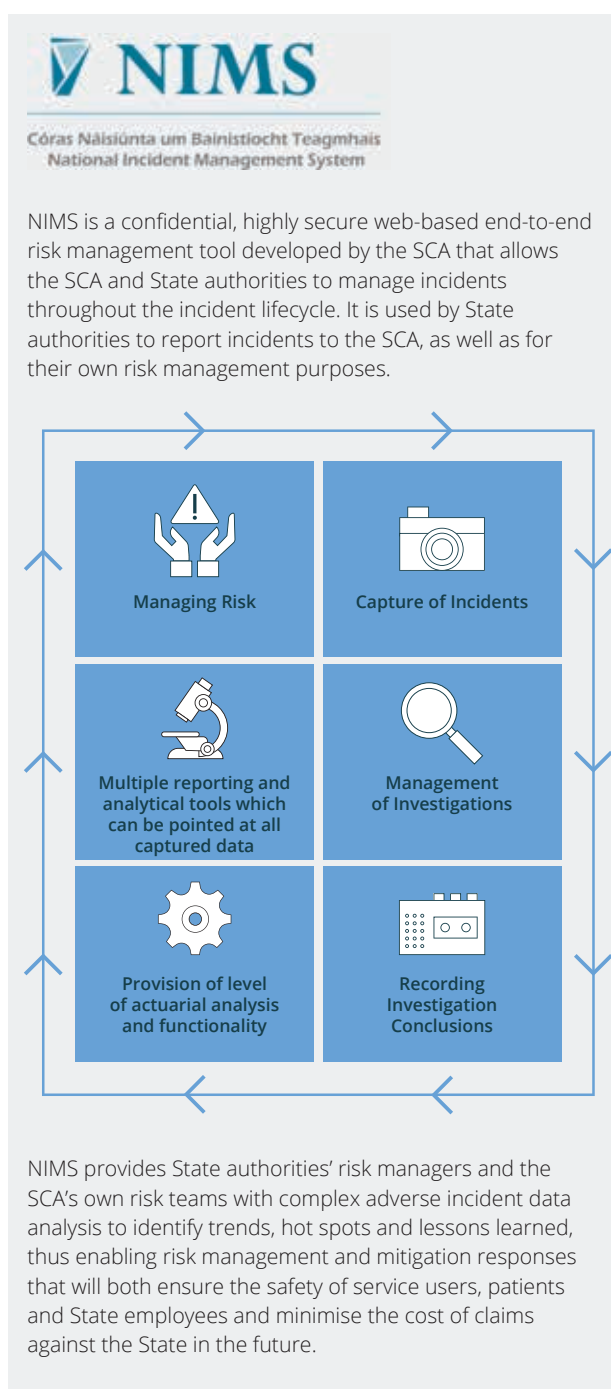 NIMS
Córas Náisiúnta um Bainistiocht Teagmhais
National Incident Management System
NIMS is a confidential, highly secure web-based end-to-end
risk management tool developed by the SCA that allows
the SCA and State authorities to manage incidents
throughout the incident lifecycle. It is used by State
authorities to report incidents to the SCA, as well as for
their own risk management purposes.
Managing Risk
Capture of Incidents
Multiple reporting and
analytical tools which
can be pointed at all
captured data
Management
of Investigations
Provision of level
of actuarial analysis
and functionality
Recording
Investigation
Conclusions
NIMS provides State authorities’ risk managers and the
SCA’s own risk teams with complex adverse incident data
analysis to identify trends, hot spots and lessons learned,
thus enabling risk management and mitigation responses
that will both ensure the safety of service users, patients
and State employees and minimise the cost of claims
against the State in the future.